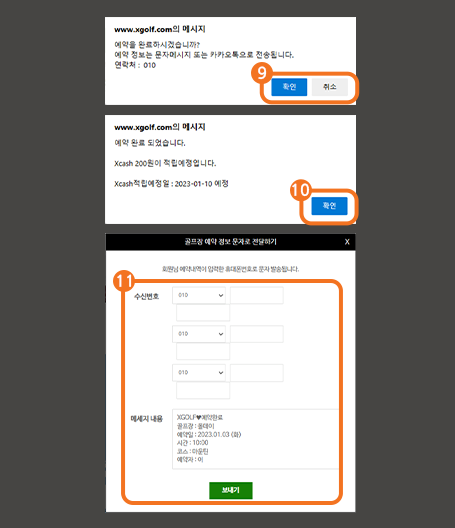 www.xgolf.com의 메시지
예약을 완료하시겠습니까?
예약 정보는 문자메시지 또는 카카오톡으로 전송됩니다.
연락처 : 010
9
확인 취소
www.xgolf.com의 메시지
예약 완료 되었습니다.
Xcash 200원이 적립예정입니다.
Xcash적립예정일 : 2023-01-10 예정
10
확인
골프장 예약 정보 문자로 전달하기 X
회원님 예약내역이 입력한 휴대폰번호로 문자 발송됩니다.
11
수신번호 010
010
010
메세지 내용 XGOLF♥예약완료
골프장 : 올데이
예약일 : 2023.01.03 (화)
시간 : 10:00
코스 : 마운틴
예약자 : 이
보내기